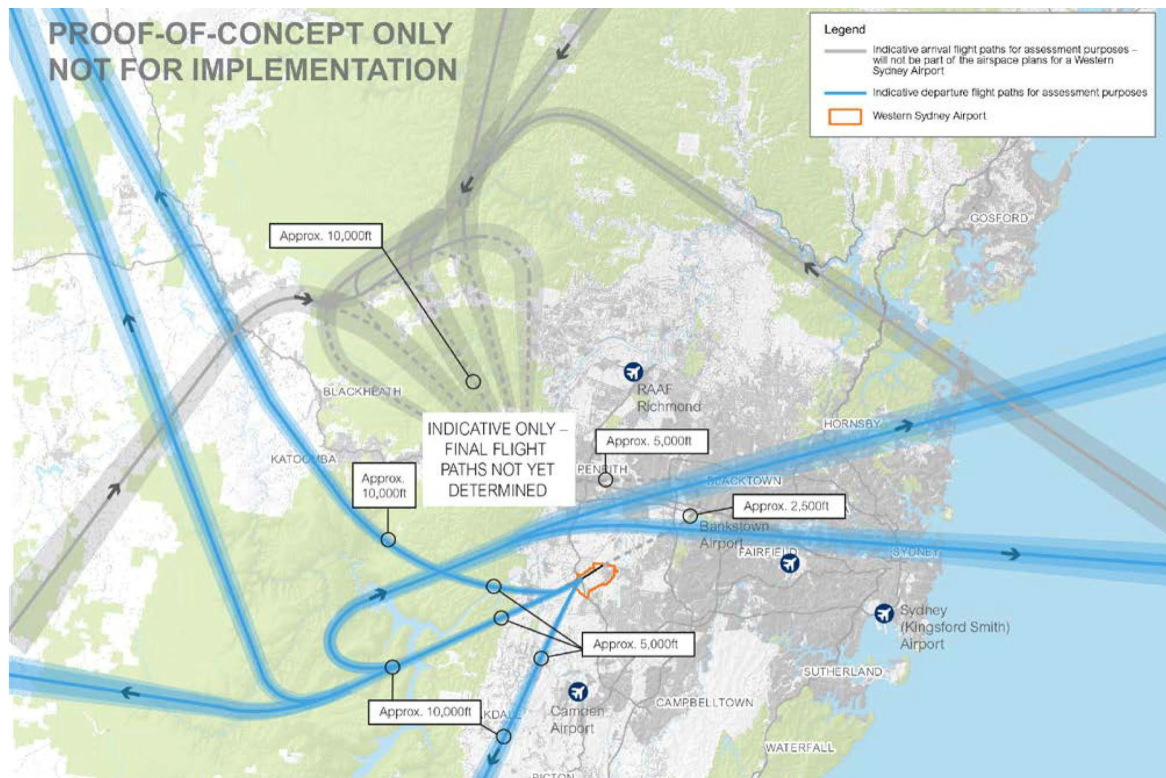 PROOF-OF-CONCEPT ONLY
NOT FOR IMPLEMENTATION
Legend
Indicative arrival flight paths for assessment purposes –
will not be part of the airspace plans for a Western
Sydney Airport
Indicative departure flight paths for assessment purposes
Western Sydney Airport
GOSFORD
Approx. 10,000ft
RAAF
Richmond
BLACKHEATH
HORNSBY
INDICATIVE ONLY –
FINAL FLIGHT
PATHS NOT YET
DETERMINED
Approx. 5,000ft
KATOOMBA
PENRITH
Approx.
10,000ft
BLACKTOWN
Approx. 2,500ft
Bankstown
Airport
FAIRFIELD
SYDNEY
Sydney
(Kingsford Smith)
Airport
Approx. 5,000ft
SUTHERLAND
CAMPBELLTOWN
Approx. 10,000ft
AKDALE
Camden
Airport
WATERFALL
PICTON